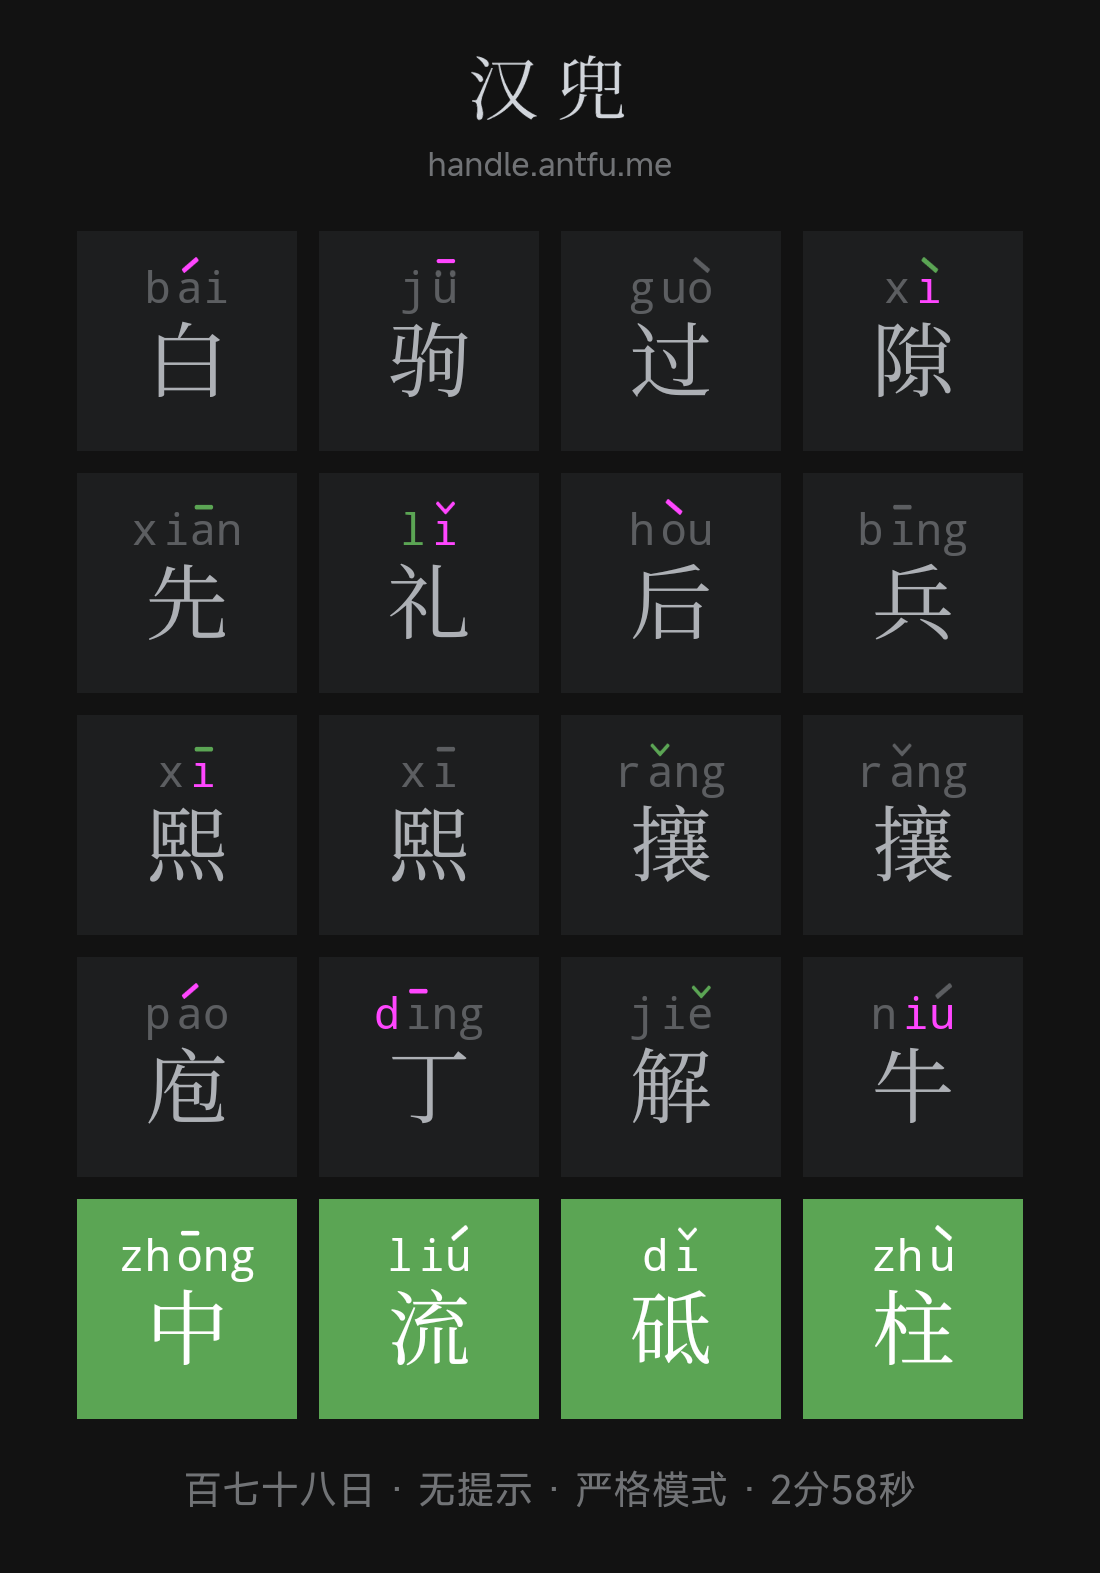 汉兜
handle.antfu.me
bái jū guò xì
白 驹 过 隙
xiān lǐ hòu bīng
先 礼 后 兵
xī xī rǎng rǎng
熙 熙 攘 攘
páo dīng jiě niú
庖 丁 解 牛
zhōng liú dǐ zhù
中 流 砥 柱
百七十八日 · 无提示 · 严格模式 · 2分58秒